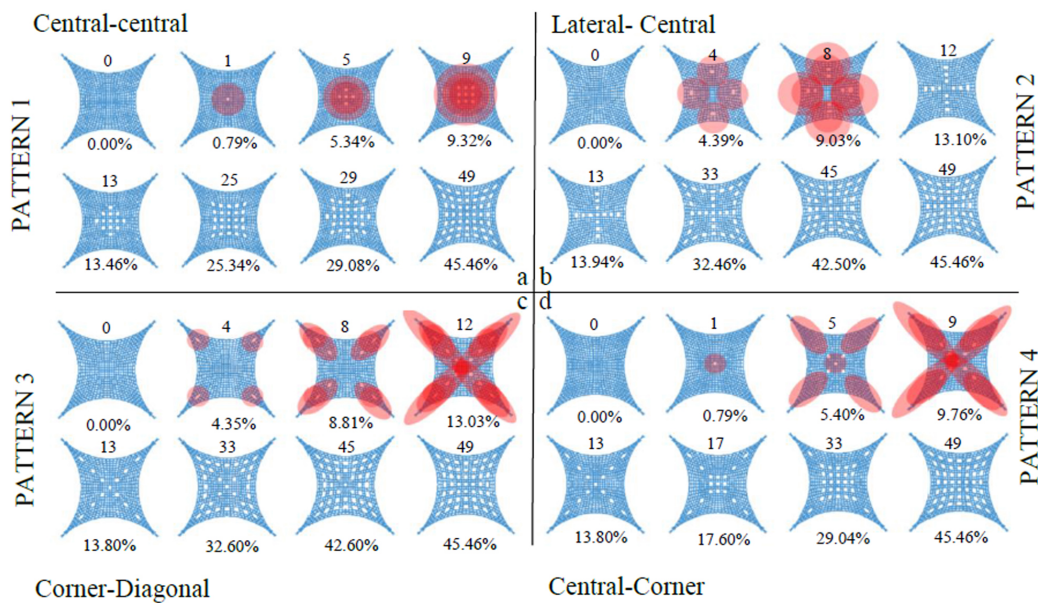 Central-central
Lateral- Central
PATTERN 1
0 1 5 9
0.00% 0.79% 5.34% 9.32%
13 25 29 49
13.46% 25.34% 29.08% 45.46%
a
0 4 8 12
0.00% 4.39% 9.03% 13.10%
13 33 45 49
13.94% 32.46% 42.50% 45.46%
b
PATTERN 2
PATTERN 3
c
0 4 8 12
0.00% 4.35% 8.81% 13.03%
13 33 45 49
13.80% 32.60% 42.60% 45.46%
d
0 1 5 9
0.00% 0.79% 5.40% 9.76%
13 17 33 49
13.80% 17.60% 29.04% 45.46%
PATTERN 4
Corner-Diagonal
Central-Corner